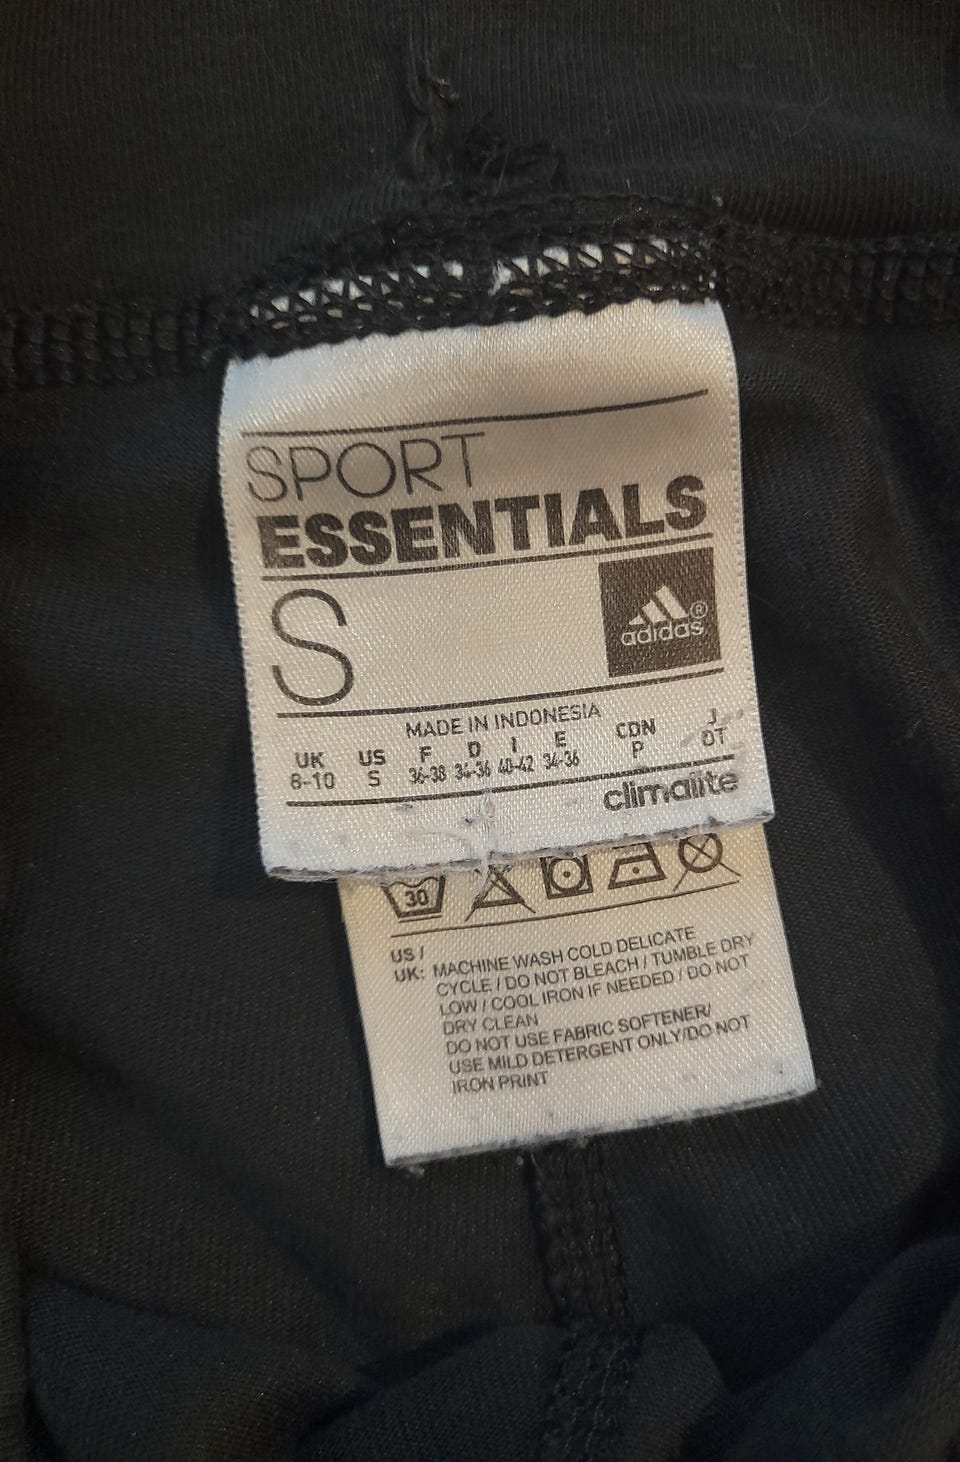 SPORT
ESSENTIALS
S
adidas®
MADE IN INDONESIA
UK US F D I E CDN J
8-10 S 36-38 34-36 40-42 34-36 P OT
climalite
30
US /
UK: MACHINE WASH COLD DELICATE
CYCLE / DO NOT BLEACH / TUMBLE DRY
LOW / COOL IRON IF NEEDED / DO NOT
DRY CLEAN
DO NOT USE FABRIC SOFTENER/
USE MILD DETERGENT ONLY/DO NOT
IRON PRINT